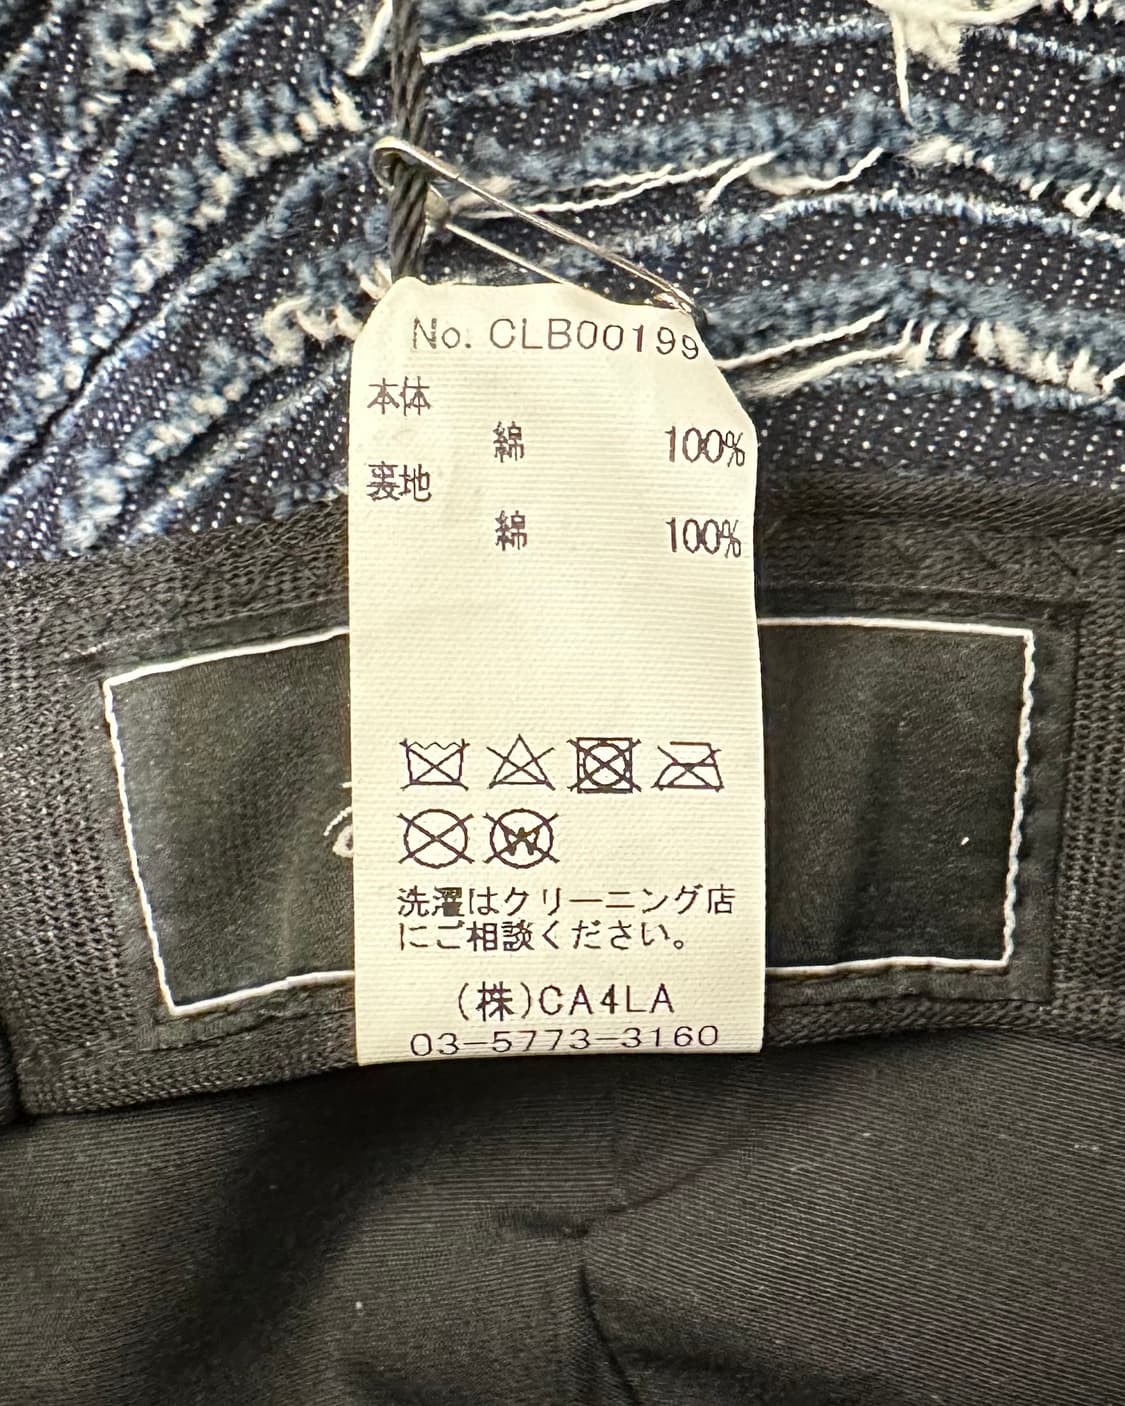 No. CLB00199
本体
綿 100%
裏地
綿 100%
洗濯はクリーニング店
にご相談ください。
(株)CA4LA
03-5773-3160